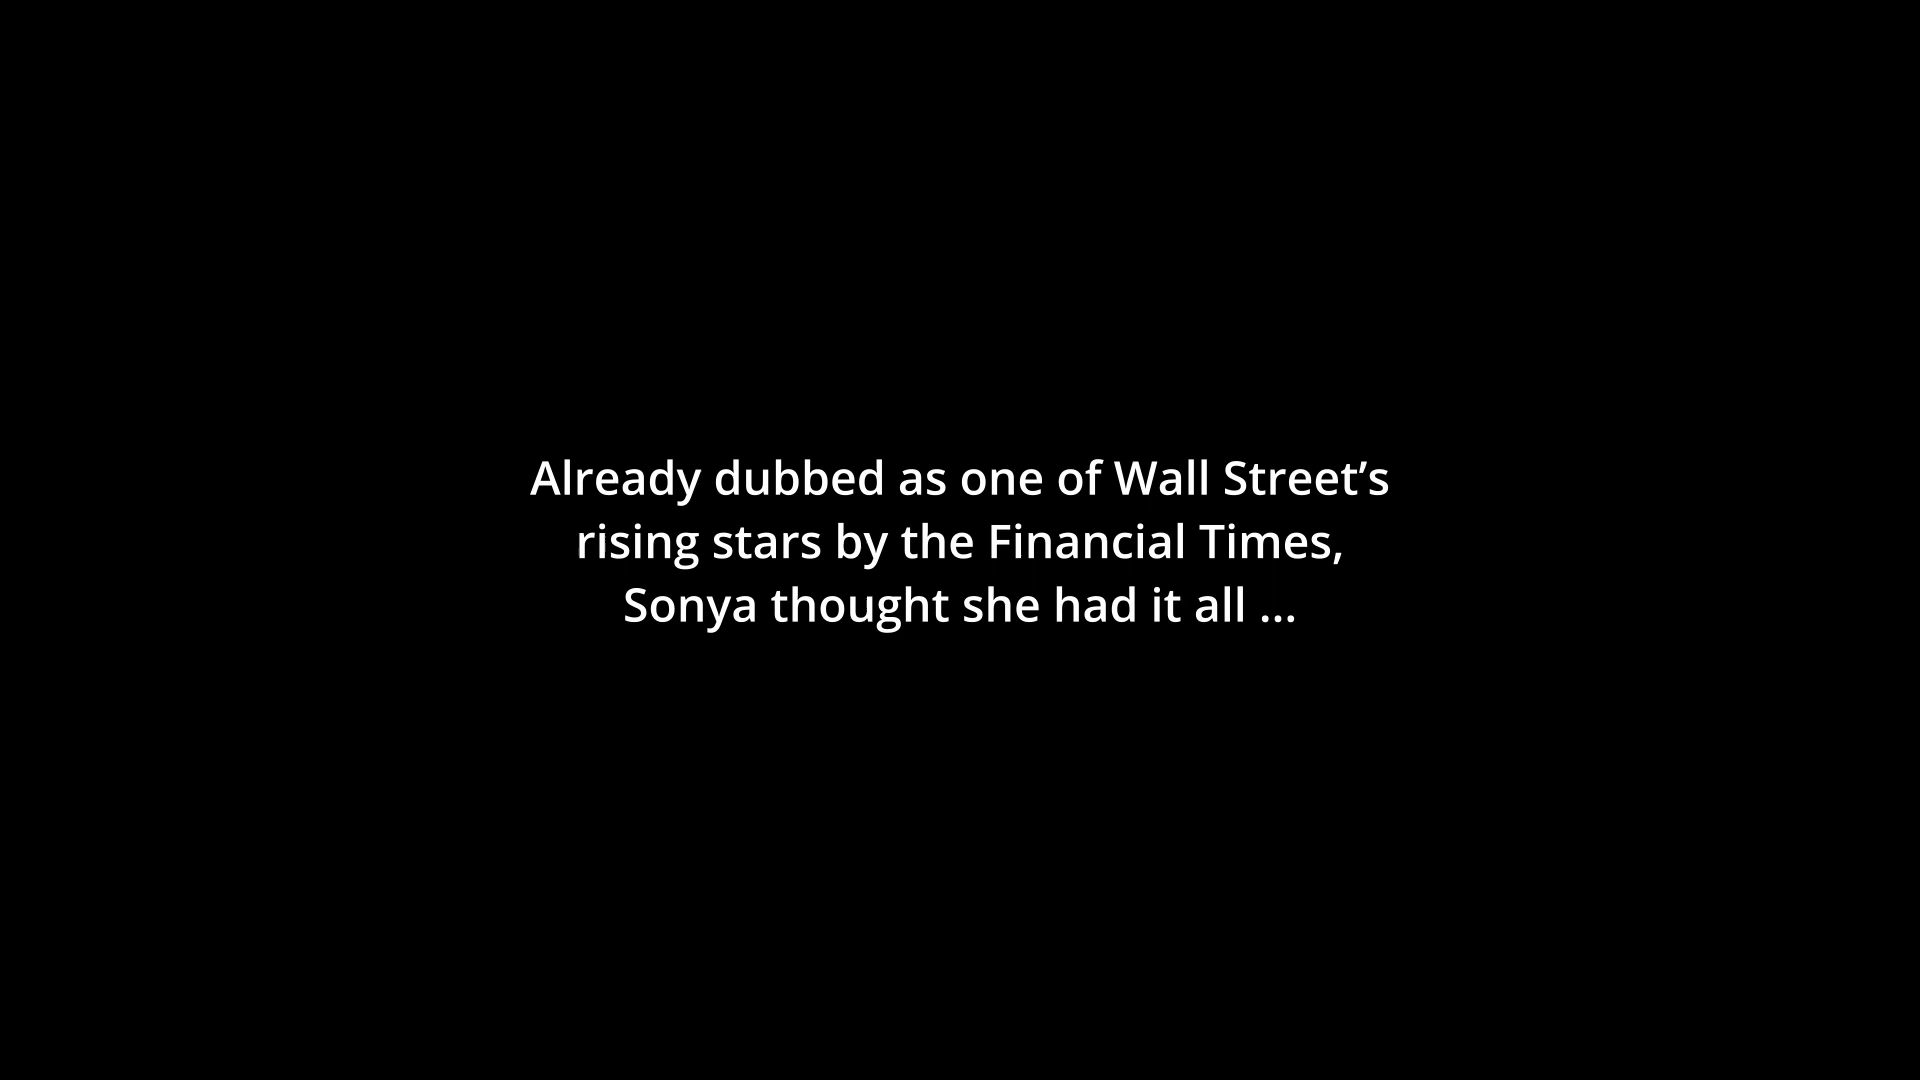 Already dubbed as one of Wall Street’s
rising stars by the Financial Times,
Sonya thought she had it all ...